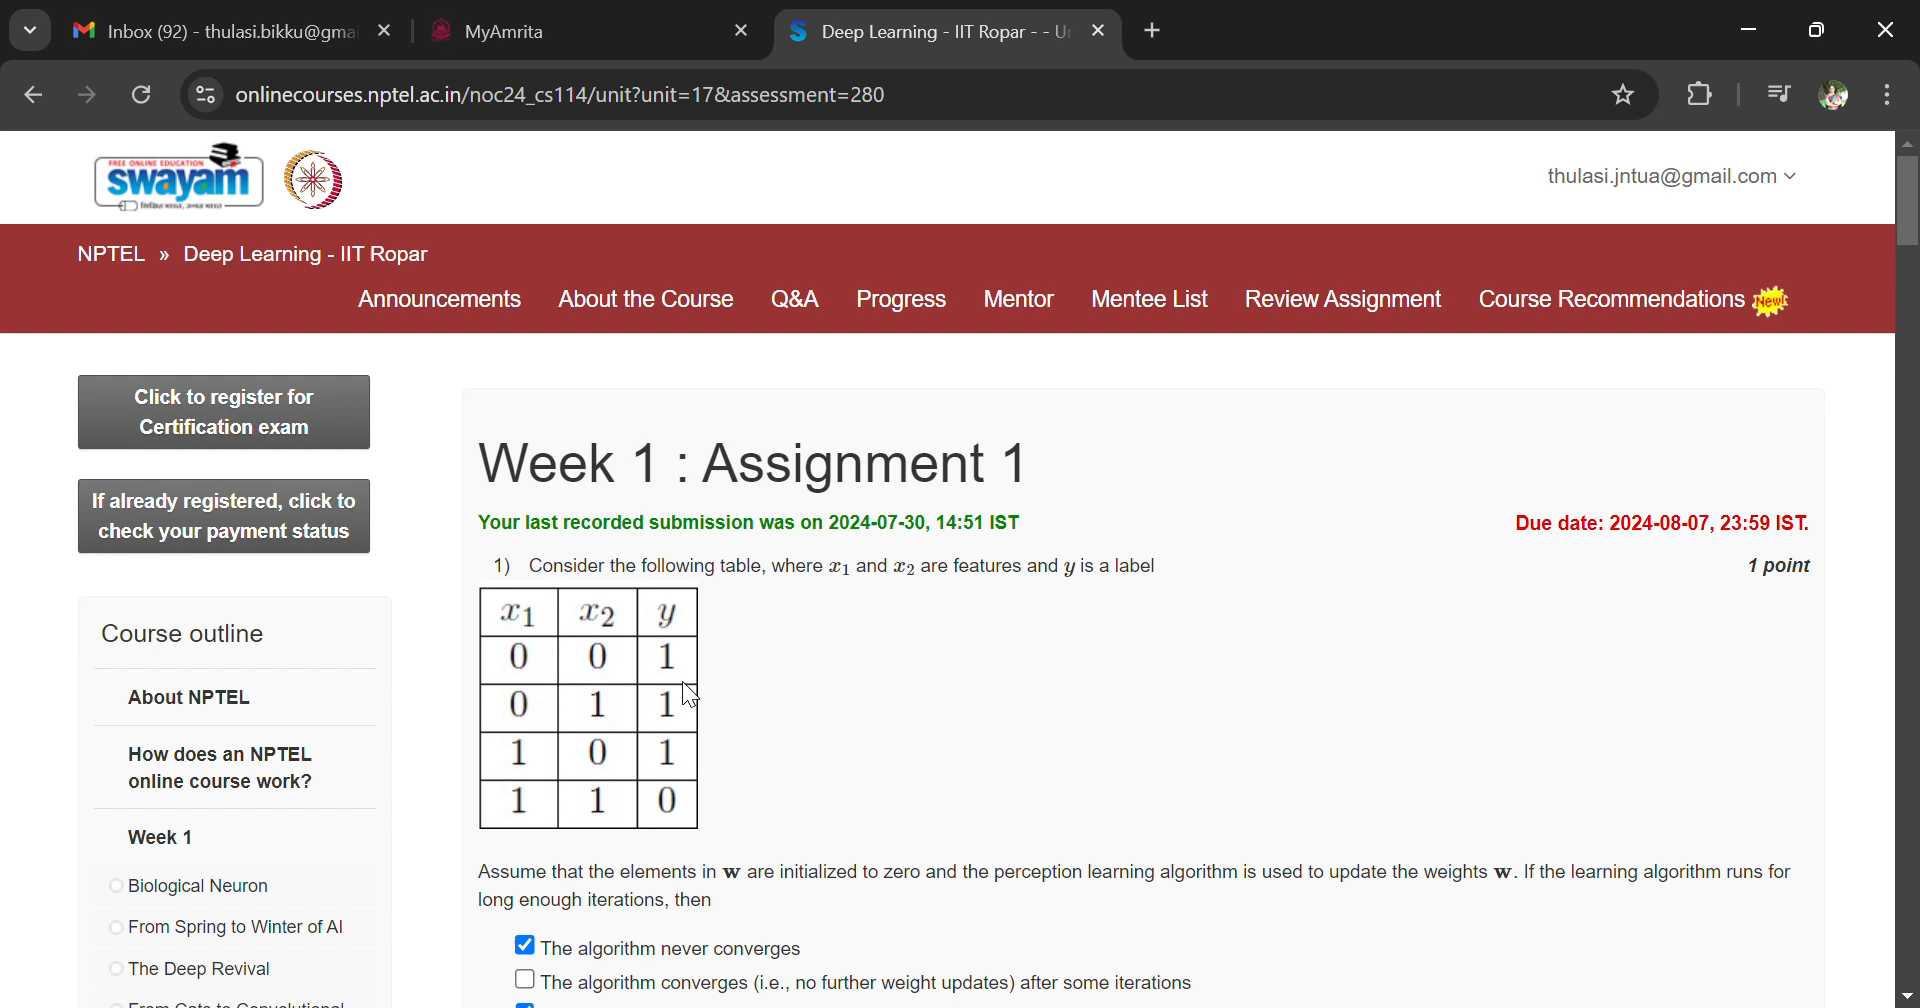 Inbox (92) - thulasi.bikku@gma
MyAmrita
Deep Learning - IIT Ropar - - Un
onlinecourses.nptel.ac.in/noc24_cs114/unit?unit=17&assessment=280
FREE ONLINE EDUCATION
swayam
thulasi.jntua@gmail.com
NPTEL » Deep Learning - IIT Ropar
Announcements About the Course Q&A Progress Mentor Mentee List Review Assignment Course Recommendations New!
Click to register for
Certification exam
If already registered, click to
check your payment status
Course outline
About NPTEL
How does an NPTEL
online course work?
Week 1
Biological Neuron
From Spring to Winter of AI
The Deep Revival
Week 1 : Assignment 1
Your last recorded submission was on 2024-07-30, 14:51 IST Due date: 2024-08-07, 23:59 IST.
1) Consider the following table, where x1 and x2 are features and y is a label 1 point
x1 x2 y
0 0 1
0 1 1
1 0 1
1 1 0
Assume that the elements in w are initialized to zero and the perception learning algorithm is used to update the weights w. If the learning algorithm runs for
long enough iterations, then
The algorithm never converges
The algorithm converges (i.e., no further weight updates) after some iterations